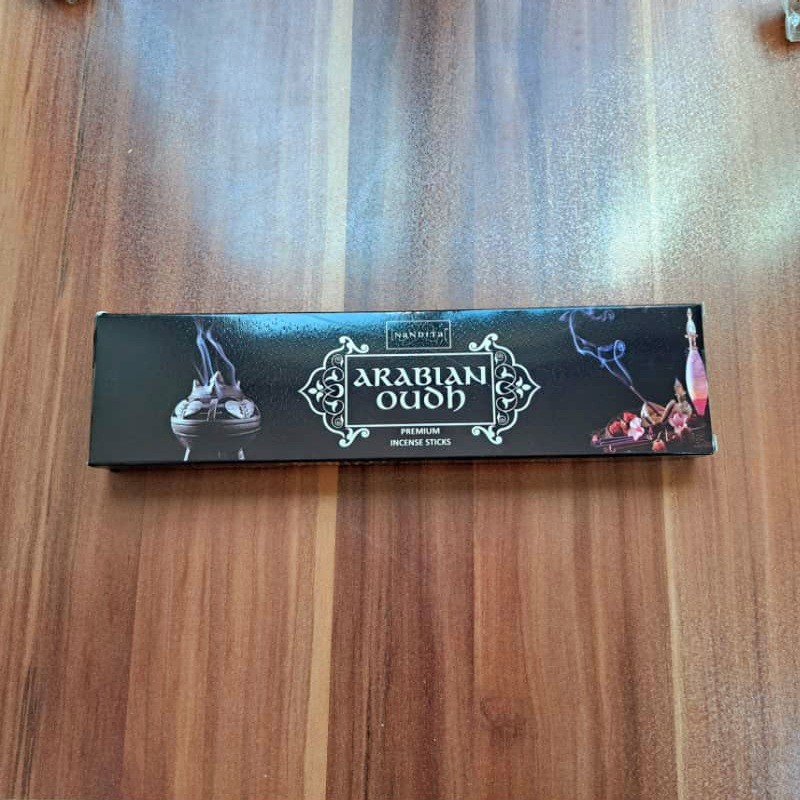 NANDITA
ARABIAN
OUDH
PREMIUM
INCENSE STICKS